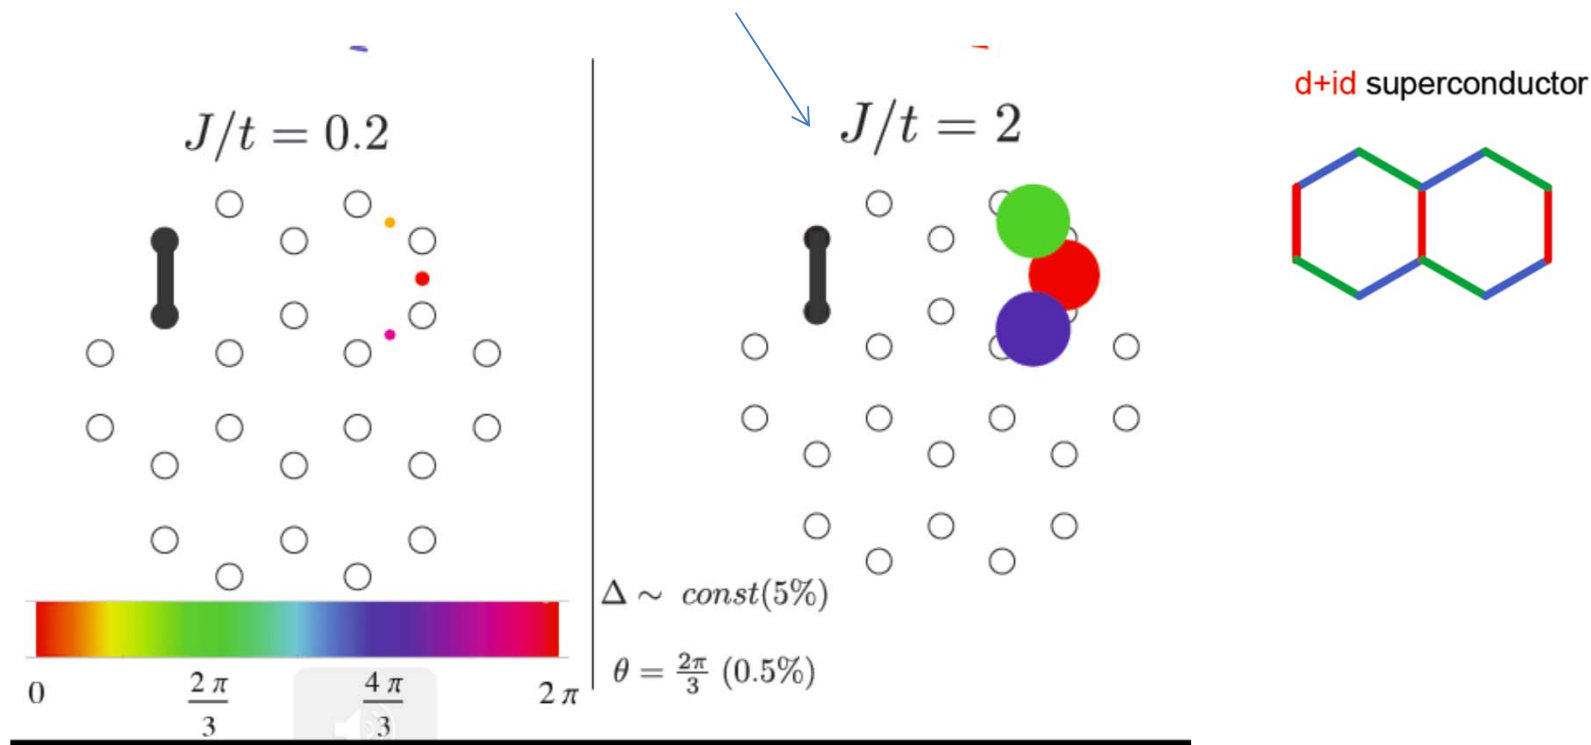 J/t = 0.2
J/t = 2
d+id superconductor
Δ ~ const(5%)
θ = 2π/3 (0.5%)
0 2π/3 4π/3 2π